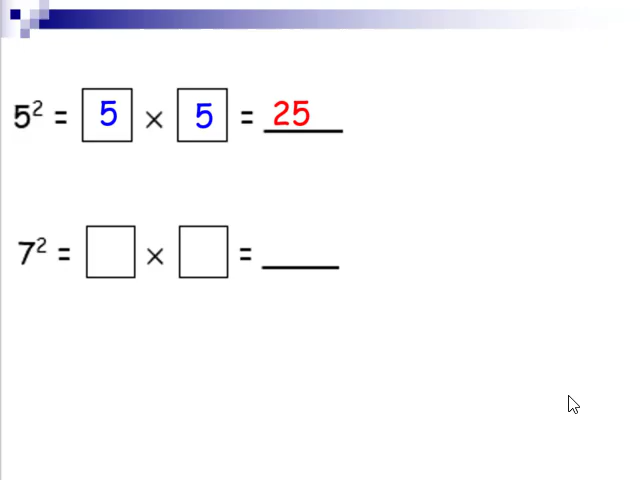 5² = 5 × 5 = 25
7² = × =